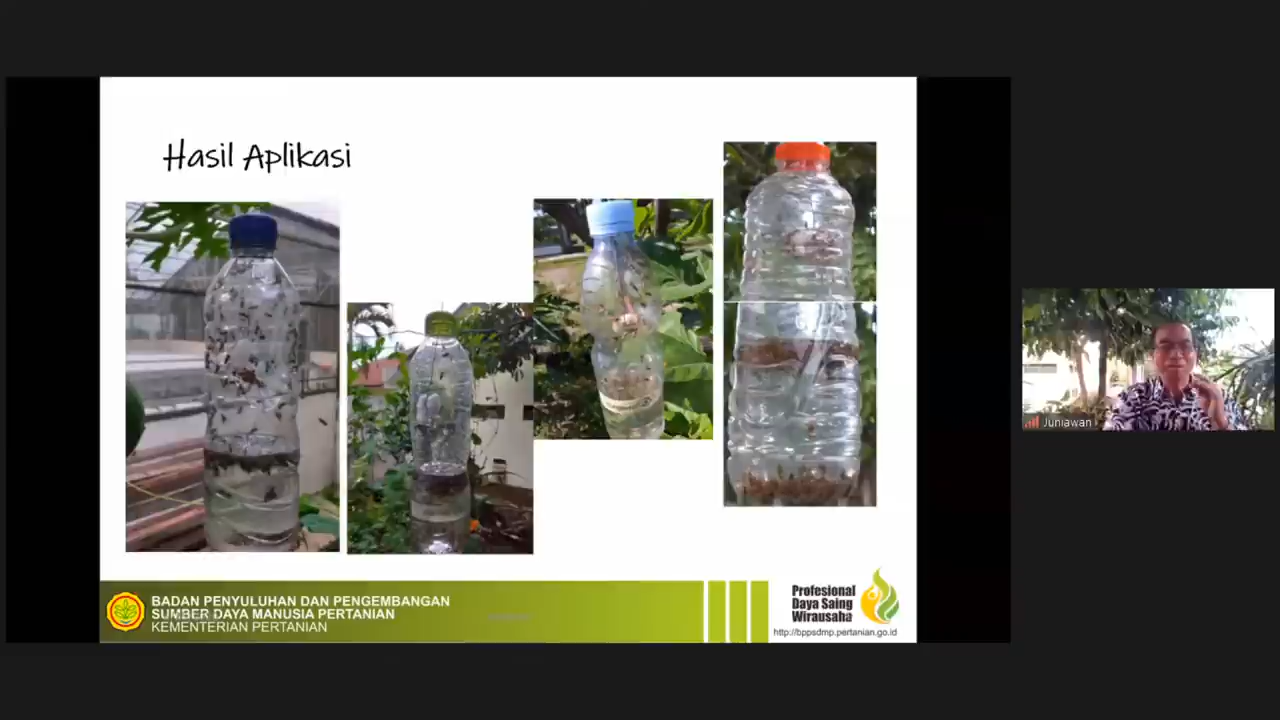 Hasil Aplikasi
BADAN PENYULUHAN DAN PENGEMBANGAN
SUMBER DAYA MANUSIA PERTANIAN
KEMENTERIAN PERTANIAN
Profesional
Daya Saing
Wirausaha
http://bppsdmp.pertanian.go.id
Juniawan